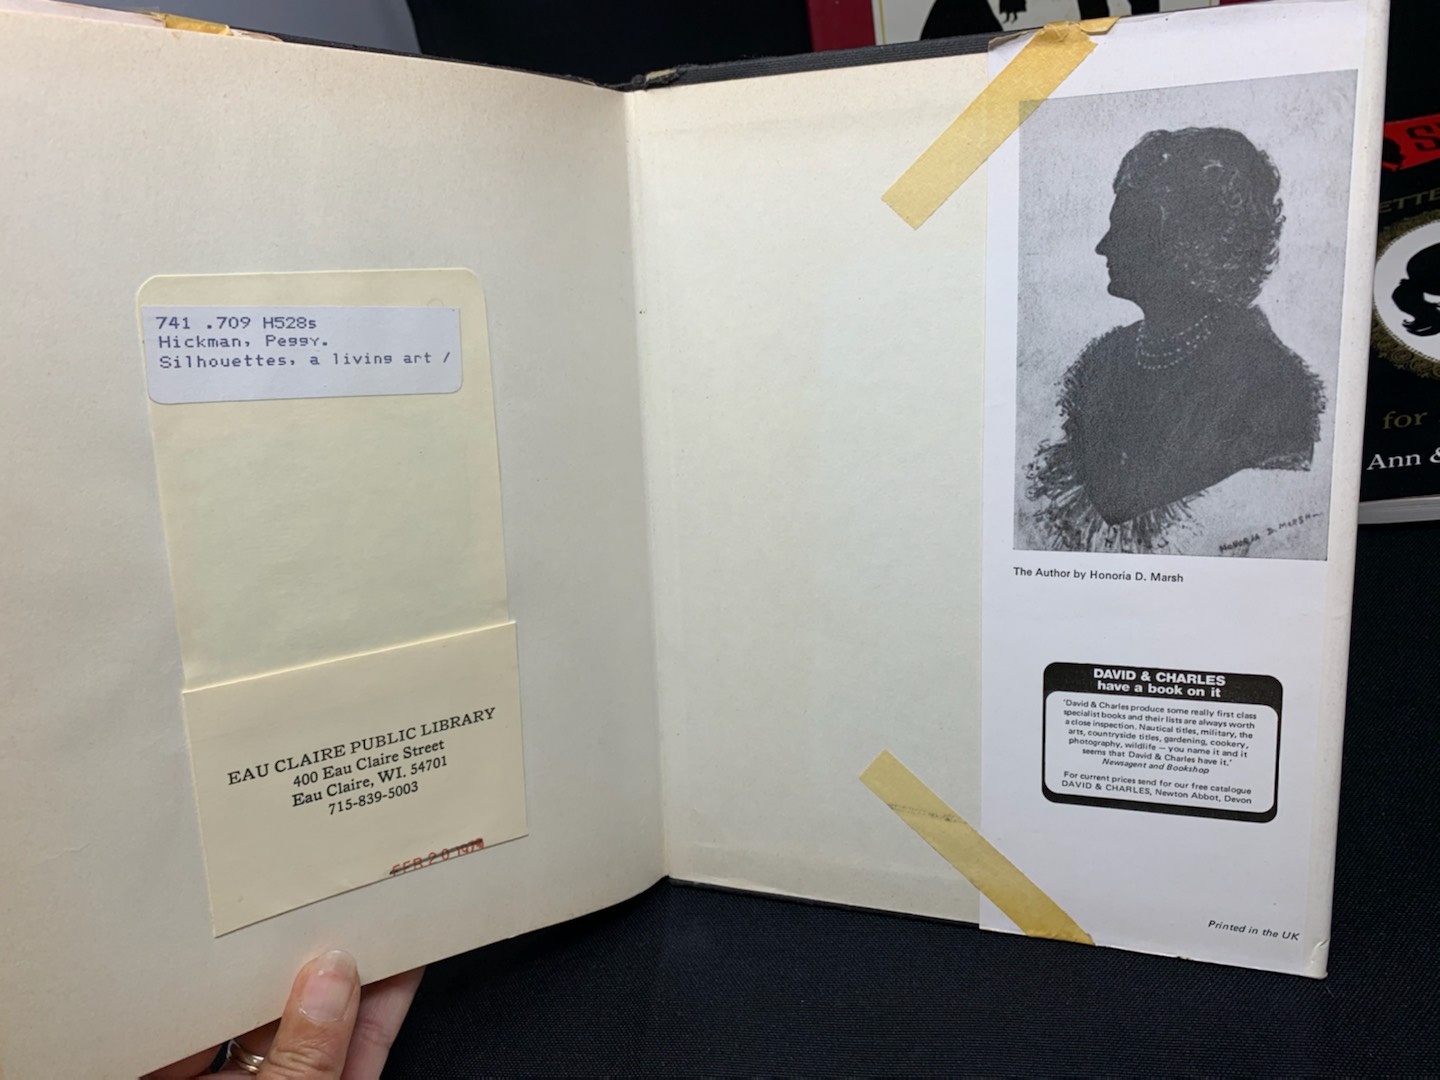 741 .709 H528s
Hickman, Peggy.
Silhouettes, a living art /
EAU CLAIRE PUBLIC LIBRARY
400 Eau Claire Street
Eau Claire, WI. 54701
715-839-5003
FEB 20 1979
HONORIA D. MARSH
The Author by Honoria D. Marsh
DAVID & CHARLES
have a book on it
'David & Charles produce some really first class
specialist books and their lists are always worth
a close inspection. Nautical titles, military, the
arts, countryside titles, gardening, cookery,
photography, wildlife — you name it and it
seems that David & Charles have it.'
Newsagent and Bookshop
For current prices send for our free catalogue
DAVID & CHARLES, Newton Abbot, Devon
Printed in the UK
for
Ann &